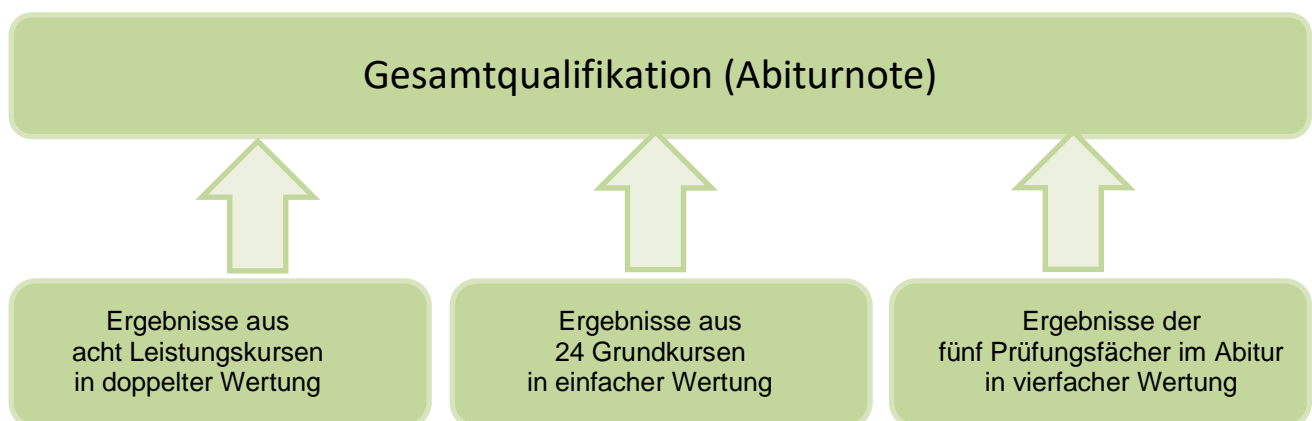 Gesamtqualifikation (Abiturnote)
Ergebnisse aus
acht Leistungskursen
in doppelter Wertung
Ergebnisse aus
24 Grundkursen
in einfacher Wertung
Ergebnisse der
fünf Prüfungsfächer im Abitur
in vierfacher Wertung